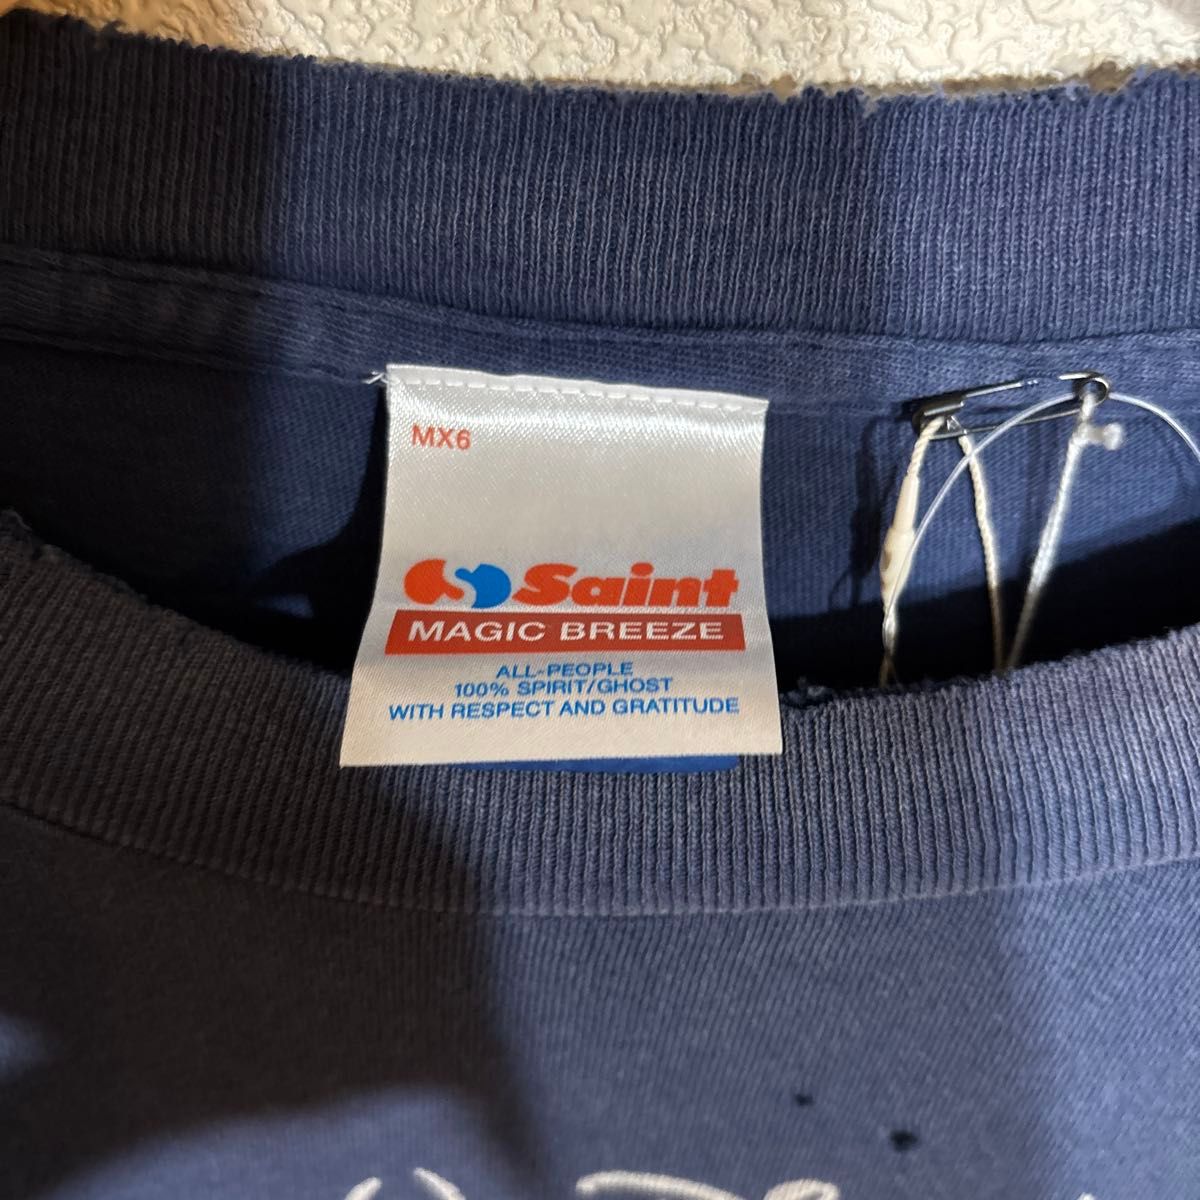 MX6
Saint
MAGIC BREEZE
ALL-PEOPLE
100% SPIRIT/GHOST
WITH RESPECT AND GRATITUDE